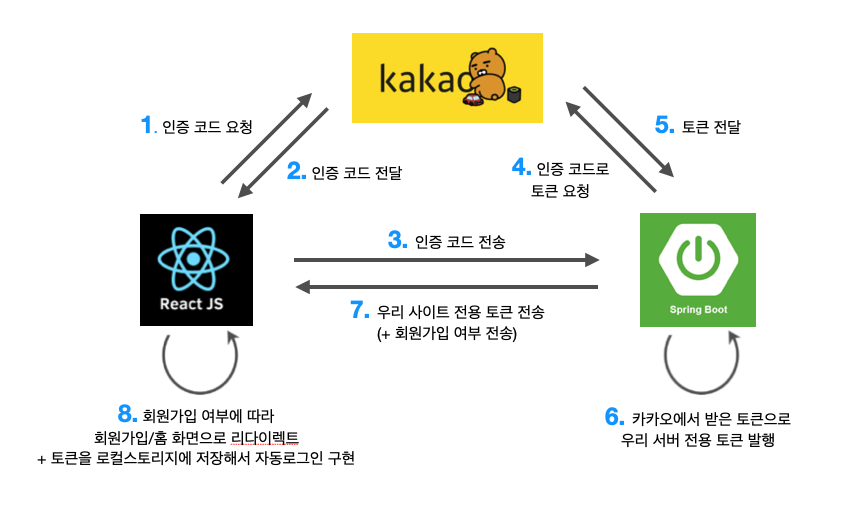 kakao
1. 인증 코드 요청
2. 인증 코드 전달
5. 토큰 전달
4. 인증 코드로
토큰 요청
React JS
3. 인증 코드 전송
7. 우리 사이트 전용 토큰 전송
(+ 회원가입 여부 전송)
Spring Boot
8. 회원가입 여부에 따라
회원가입/홈 화면으로 리다이렉트
+ 토큰을 로컬스토리지에 저장해서 자동로그인 구현
6. 카카오에서 받은 토큰으로
우리 서버 전용 토큰 발행